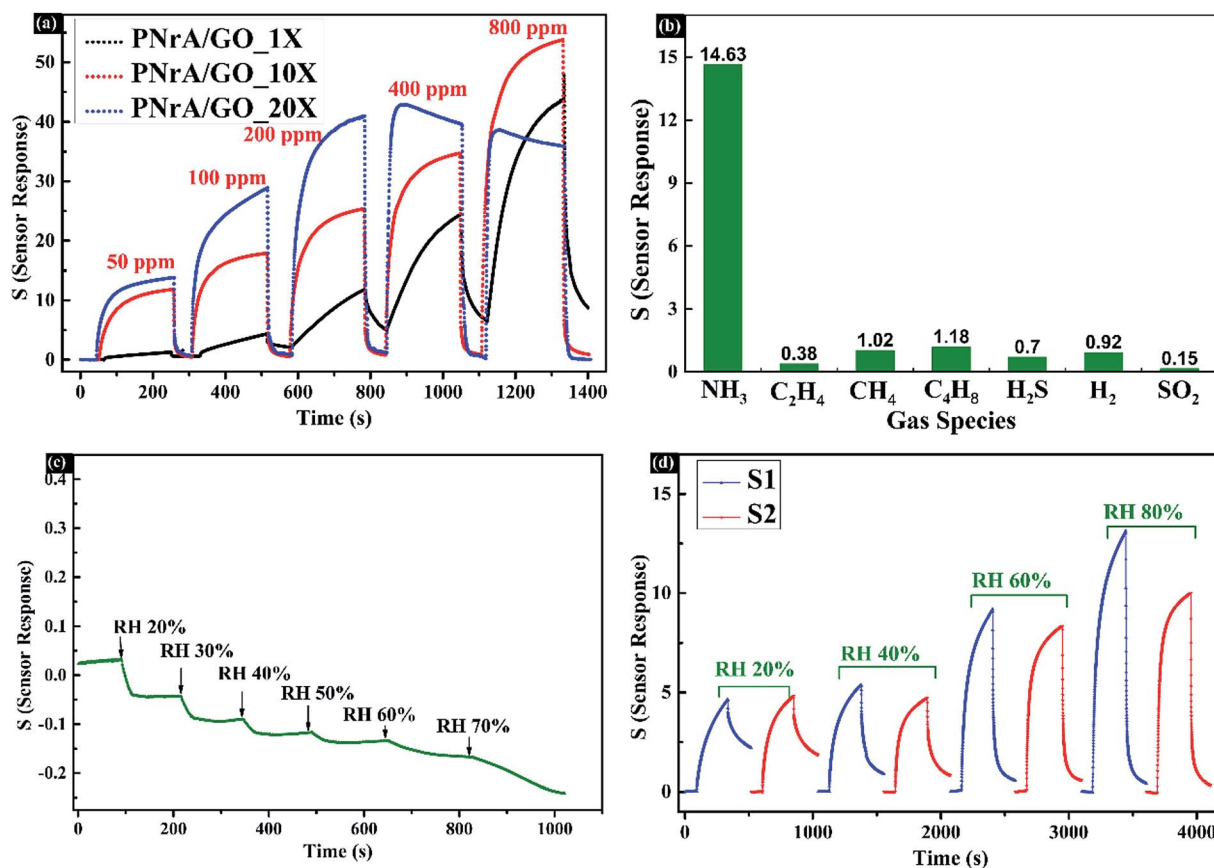 (a)
PNrA/GO_1X
PNrA/GO_10X
PNrA/GO_20X
50 ppm
100 ppm
200 ppm
400 ppm
800 ppm
S (Sensor Response)
50
40
30
20
10
0
0 200 400 600 800 1000 1200 1400
Time (s)
(b)
S (Sensor Response)
15
12
9
6
3
0
14.63
0.38
1.02
1.18
0.7
0.92
0.15
NH₃ C₂H₄ CH₄ C₄H₈ H₂S H₂ SO₂
Gas Species
(c)
S (Sensor Response)
0.4
0.3
0.2
0.1
0.0
-0.1
-0.2
RH 20%
RH 30%
RH 40%
RH 50%
RH 60%
RH 70%
0 200 400 600 800 1000
Time (s)
(d)
S1
S2
S (Sensor Response)
15
10
5
0
RH 20%
RH 40%
RH 60%
RH 80%
0 1000 2000 3000 4000
Time (s)